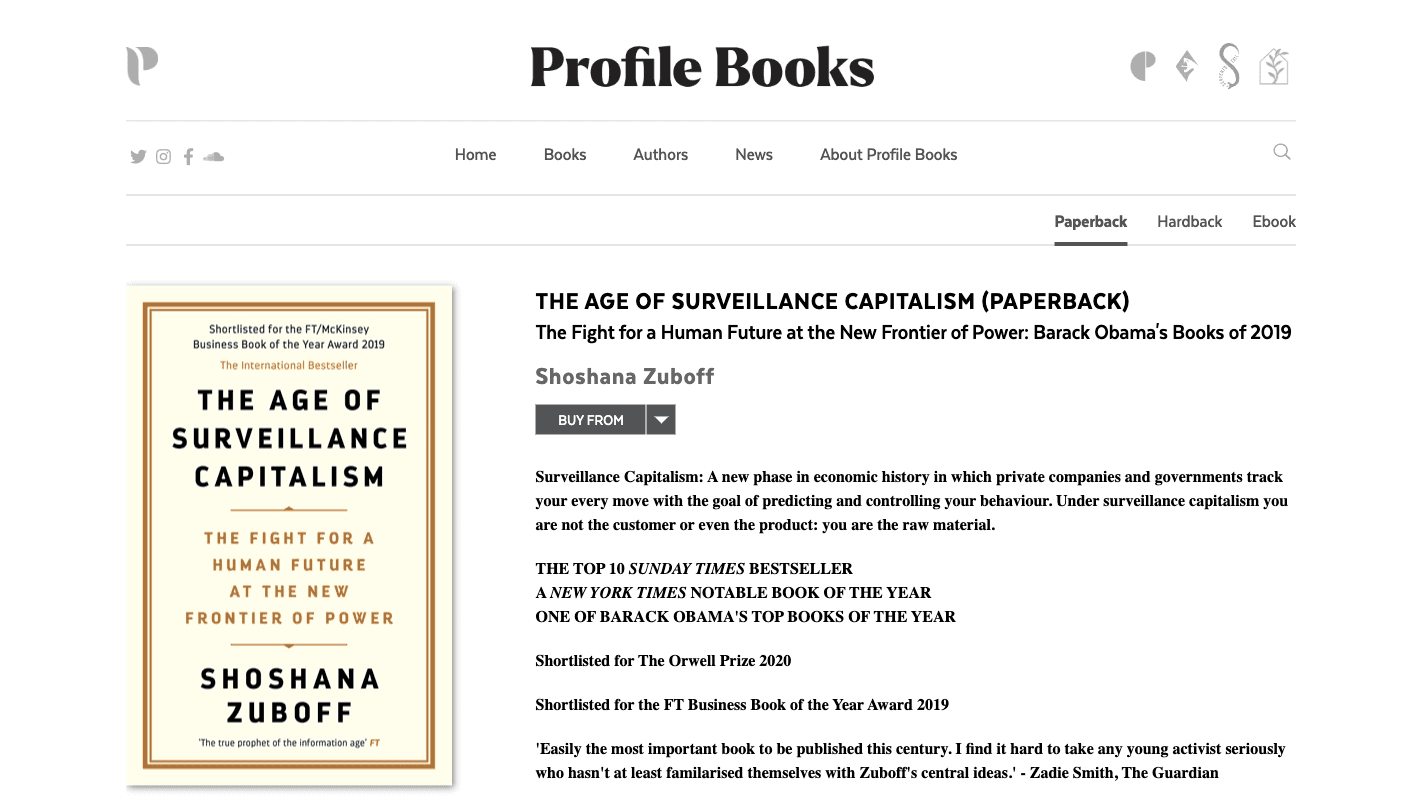 Profile Books
Home Books Authors News About Profile Books
Paperback Hardback Ebook
Shortlisted for the FT/McKinsey
Business Book of the Year Award 2019
The International Bestseller
THE AGE OF
SURVEILLANCE
CAPITALISM
THE FIGHT FOR A
HUMAN FUTURE
AT THE NEW
FRONTIER OF POWER
SHOSHANA
ZUBOFF
'The true prophet of the information age' FT
THE AGE OF SURVEILLANCE CAPITALISM (PAPERBACK)
The Fight for a Human Future at the New Frontier of Power: Barack Obama's Books of 2019
Shoshana Zuboff
BUY FROM
Surveillance Capitalism: A new phase in economic history in which private companies and governments track
your every move with the goal of predicting and controlling your behaviour. Under surveillance capitalism you
are not the customer or even the product: you are the raw material.
THE TOP 10 SUNDAY TIMES BESTSELLER
A NEW YORK TIMES NOTABLE BOOK OF THE YEAR
ONE OF BARACK OBAMA'S TOP BOOKS OF THE YEAR
Shortlisted for The Orwell Prize 2020
Shortlisted for the FT Business Book of the Year Award 2019
'Easily the most important book to be published this century. I find it hard to take any young activist seriously
who hasn't at least familarised themselves with Zuboff's central ideas.' - Zadie Smith, The Guardian